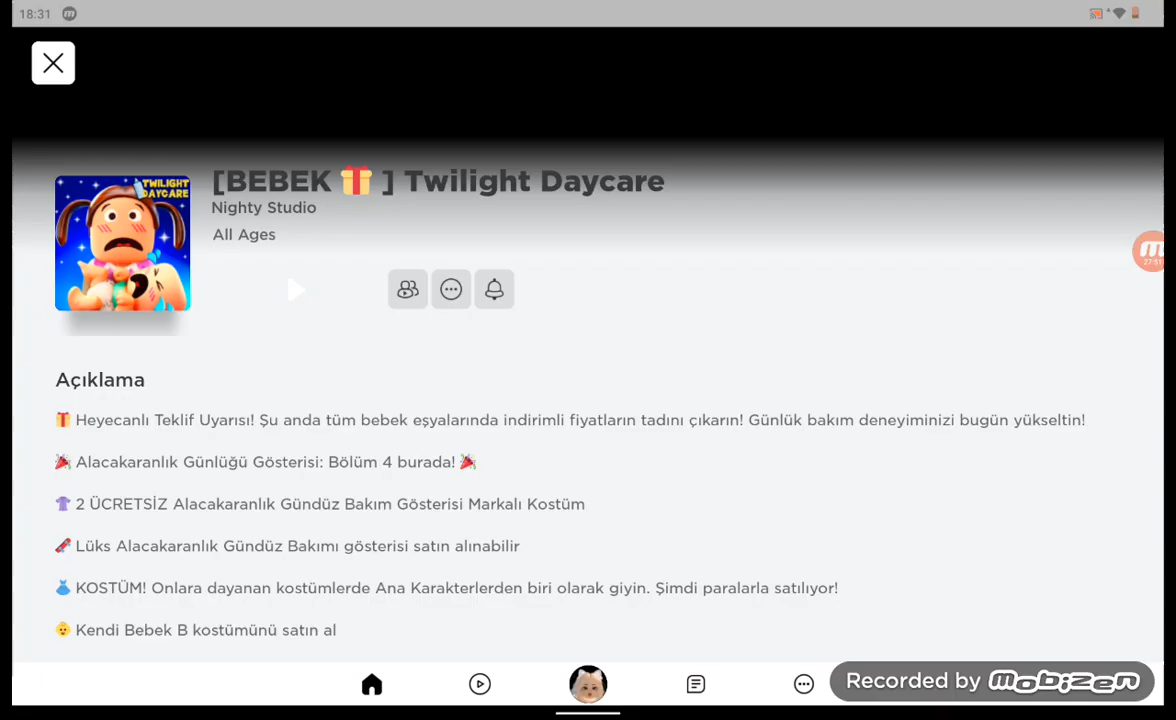 18:31
[BEBEK 🎁 ] Twilight Daycare
TWILIGHT
DAYCARE
Nighty Studio
All Ages
27:51
Açıklama
🎁 Heyecanlı Teklif Uyarısı! Şu anda tüm bebek eşyalarında indirimli fiyatların tadını çıkarın! Günlük bakım deneyiminizi bugün yükseltin!
🎉 Alacakaranlık Günlüğü Gösterisi: Bölüm 4 burada! 🎉
👚 2 ÜCRETSİZ Alacakaranlık Gündüz Bakım Gösterisi Markalı Kostüm
🛹 Lüks Alacakaranlık Gündüz Bakımı gösterisi satın alınabilir
👗 KOSTÜM! Onlara dayanan kostümlerde Ana Karakterlerden biri olarak giyin. Şimdi paralarla satılıyor!
👶 Kendi Bebek B kostümünü satın al
Recorded by mobizen